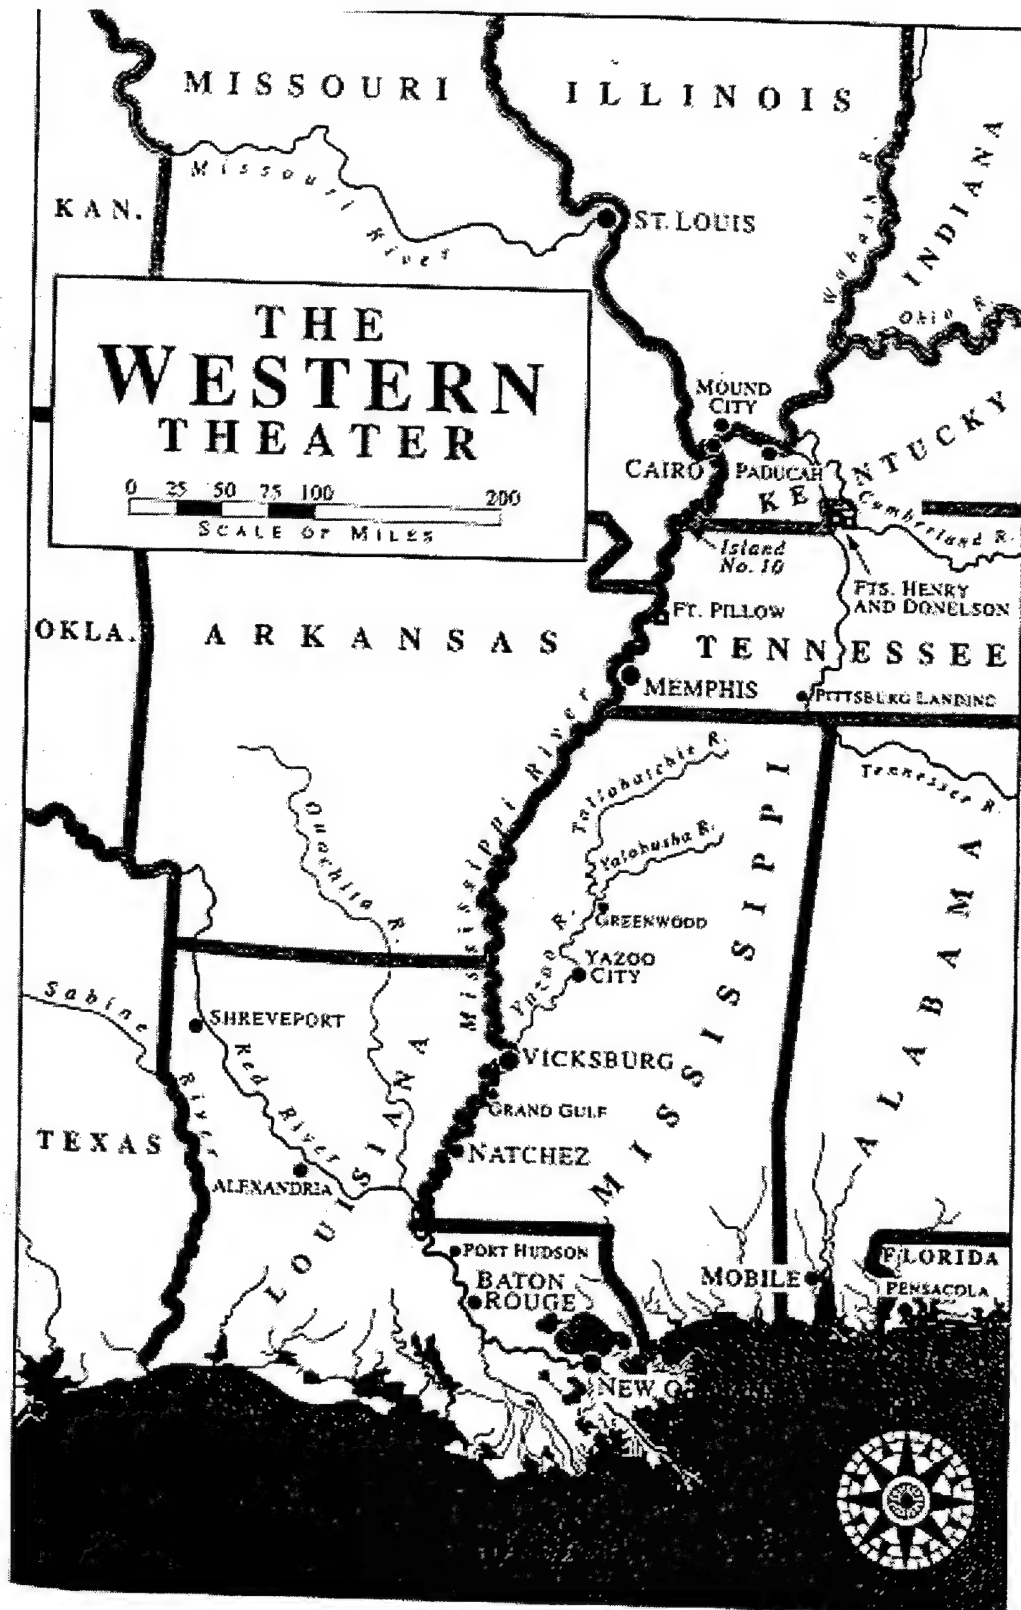 MISSOURI
ILLINOIS
INDIANA
Missouri River
Wabash R.
KAN.
ST. LOUIS
Ohio R.
THE
WESTERN
THEATER
0 25 50 75 100 200
SCALE OF MILES
MOUND
CITY
CAIRO
PADUCAH
KENTUCKY
Cumberland R.
Island
No. 10
FTS. HENRY
AND DONELSON
FT. PILLOW
OKLA.
ARKANSAS
TENNESSEE
MEMPHIS
PITTSBURG LANDING
Mississippi River
Tallahatchie R.
Tennessee R.
Ouachita R.
Yalobusha R.
GREENWOOD
Yazoo R.
YAZOO
CITY
Mississippi
MISSISSIPPI
ALABAMA
Sabine River
SHREVEPORT
Red River
VICKSBURG
GRAND GULF
TEXAS
NATCHEZ
ALEXANDRIA
LOUISIANA
PORT HUDSON
FLORIDA
BATON
ROUGE
MOBILE
PENSACOLA
NEW O